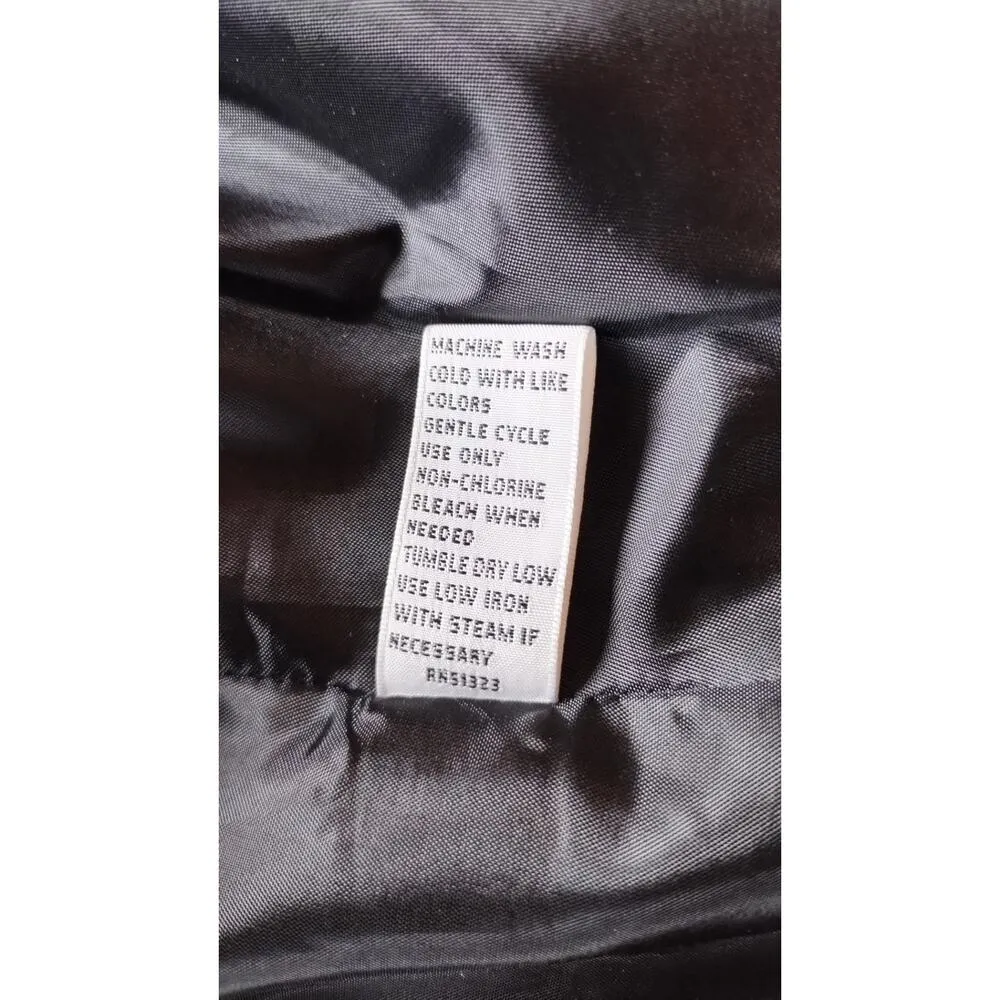 MACHINE WASH
COLD WITH LIKE
COLORS
GENTLE CYCLE
USE ONLY
NON-CHLORINE
BLEACH WHEN
NEEDED
TUMBLE DRY LOW
USE LOW IRON
WITH STEAM IF
NECESSARY
RN51323